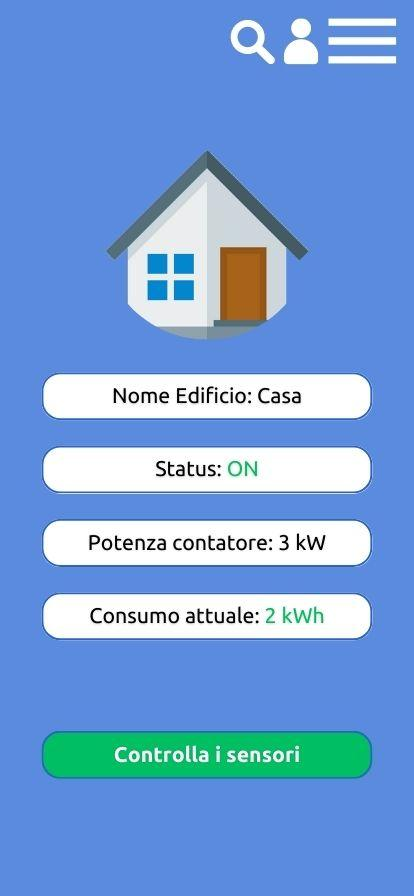 Nome Edificio: Casa
Status: ON
Potenza contatore: 3 kW
Consumo attuale: 2 kWh
Controlla i sensori